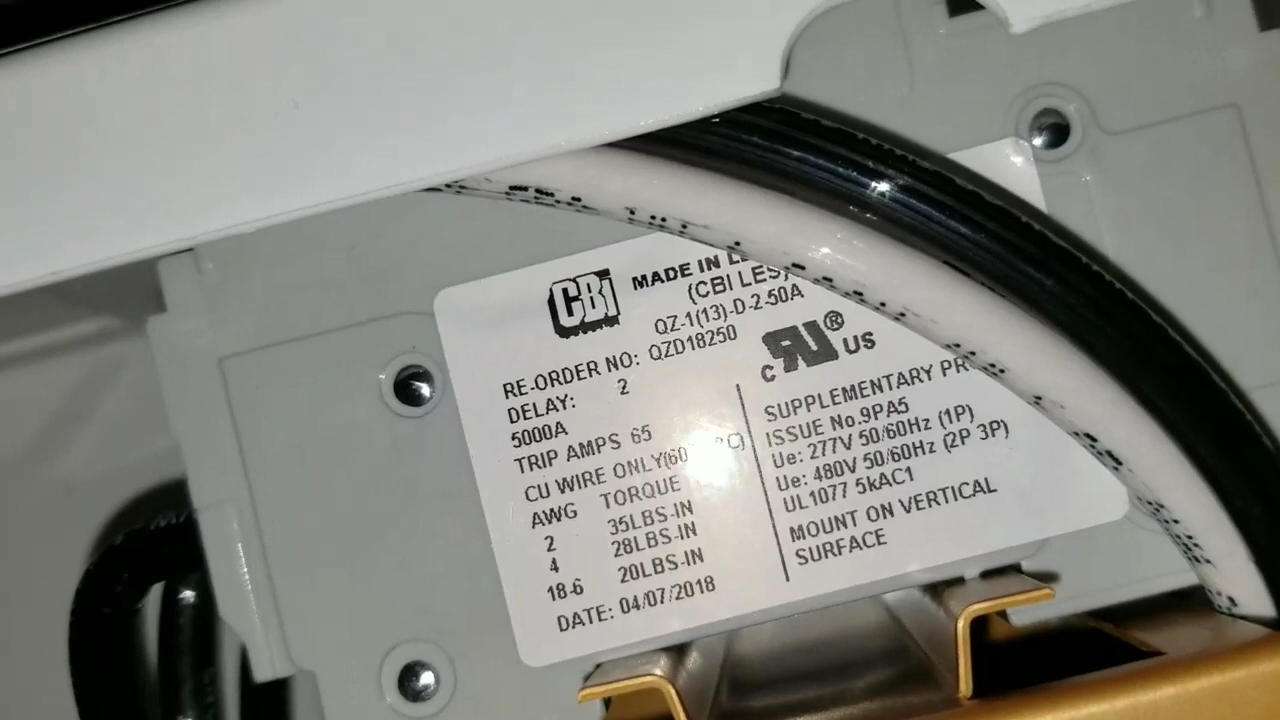 CBi
MADE IN
(CBI LES)
QZ-1(13)-D-2-50A
RE-ORDER NO: QZD18250
DELAY: 2
5000A
TRIP AMPS 65
CU WIRE ONLY(60 °C)
AWG TORQUE
2 35LBS-IN
4 28LBS-IN
18-6 20LBS-IN
DATE: 04/07/2018
C RU ® US
SUPPLEMENTARY
ISSUE No.9PA5
Ue: 277V 50/60Hz (1P)
Ue: 480V 50/60Hz (2P 3P)
UL1077 5kAC1
MOUNT ON VERTICAL
SURFACE